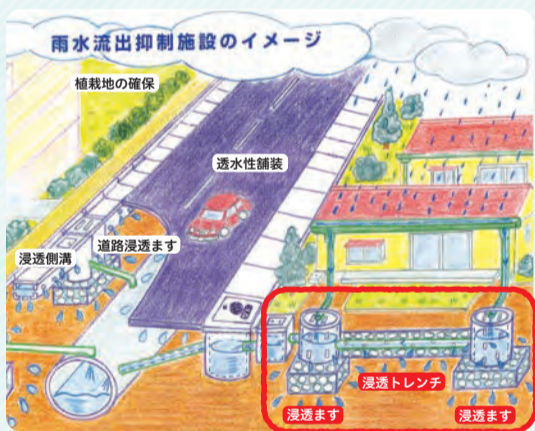 雨水流出抑制施設のイメージ
植栽地の確保
透水性舗装
道路浸透ます
浸透側溝
浸透トレンチ
浸透ます
浸透ます